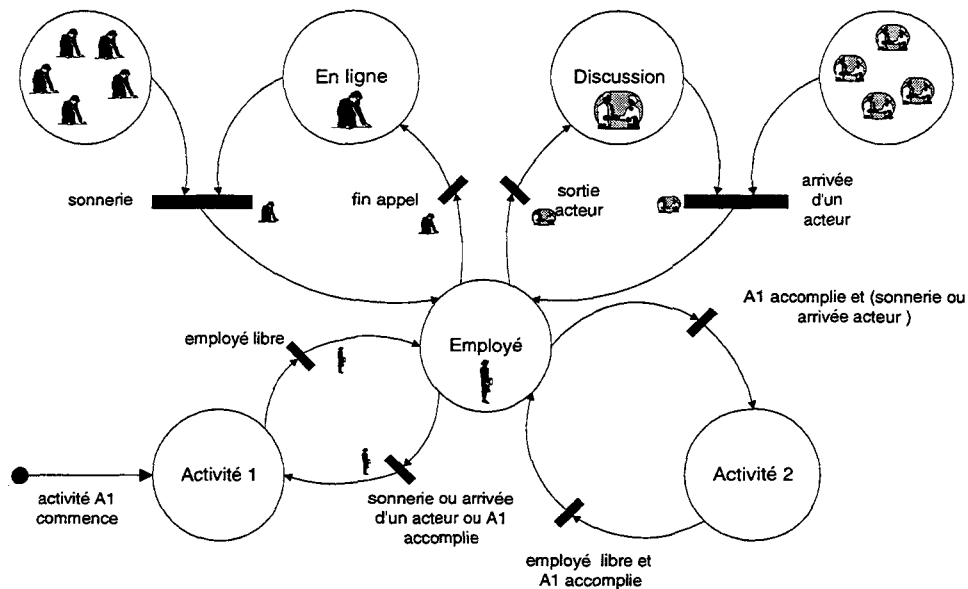 En ligne
Discussion
sonnerie
fin appel
sortie
acteur
arrivée
d'un
acteur
A1 accomplie et (sonnerie ou
arrivée acteur )
employé libre
Employé
Activité 1
Activité 2
activité A1
commence
sonnerie ou arrivée
d'un acteur ou A1
accomplie
employé libre et
A1 accomplie